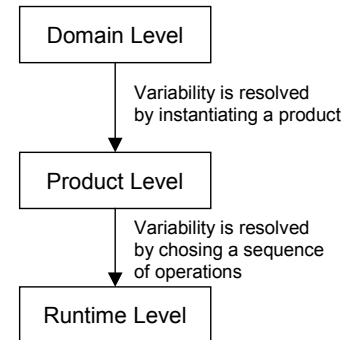 Domain Level
Variability is resolved
by instantiating a product
Product Level
Variability is resolved
by chosing a sequence
of operations
Runtime Level